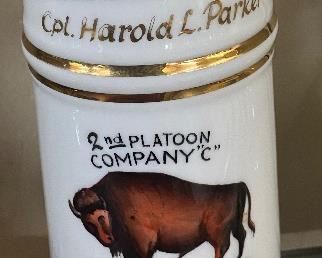 Cpl. Harold L. Parker
2nd PLATOON
COMPANY "C"